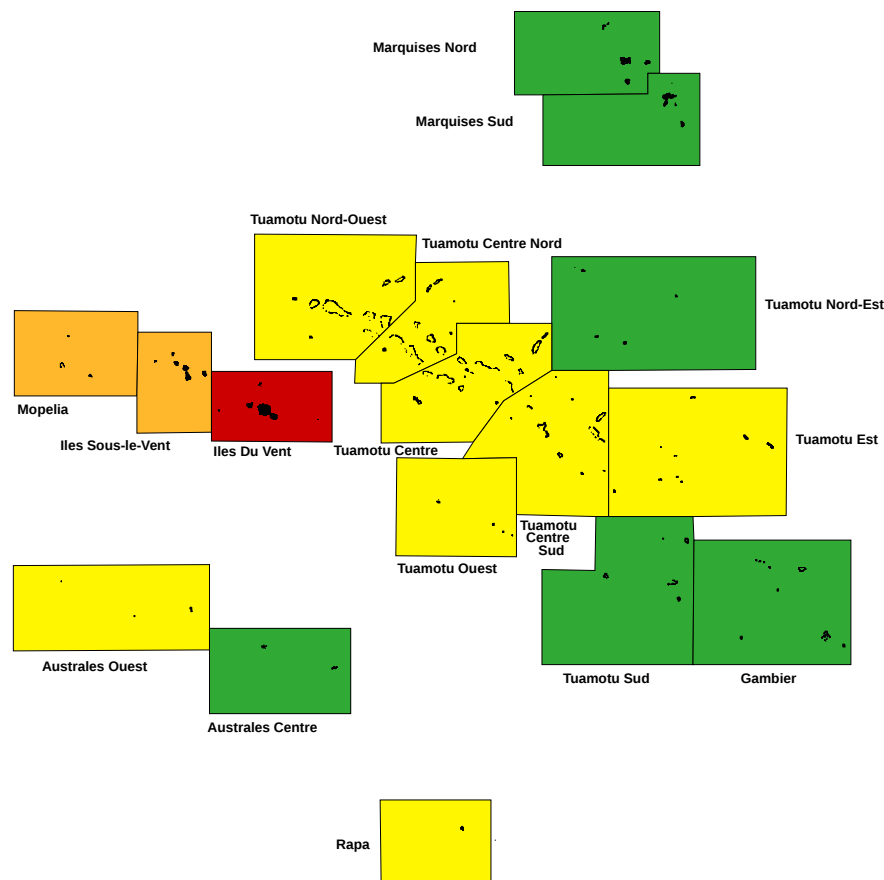 Marquises Nord
Marquises Sud
Tuamotu Nord-Ouest
Tuamotu Centre Nord
Tuamotu Nord-Est
Mopelia
Iles Sous-le-Vent
Iles Du Vent
Tuamotu Centre
Tuamotu Est
Tuamotu
Centre
Sud
Tuamotu Ouest
Australes Ouest
Tuamotu Sud
Gambier
Australes Centre
Rapa